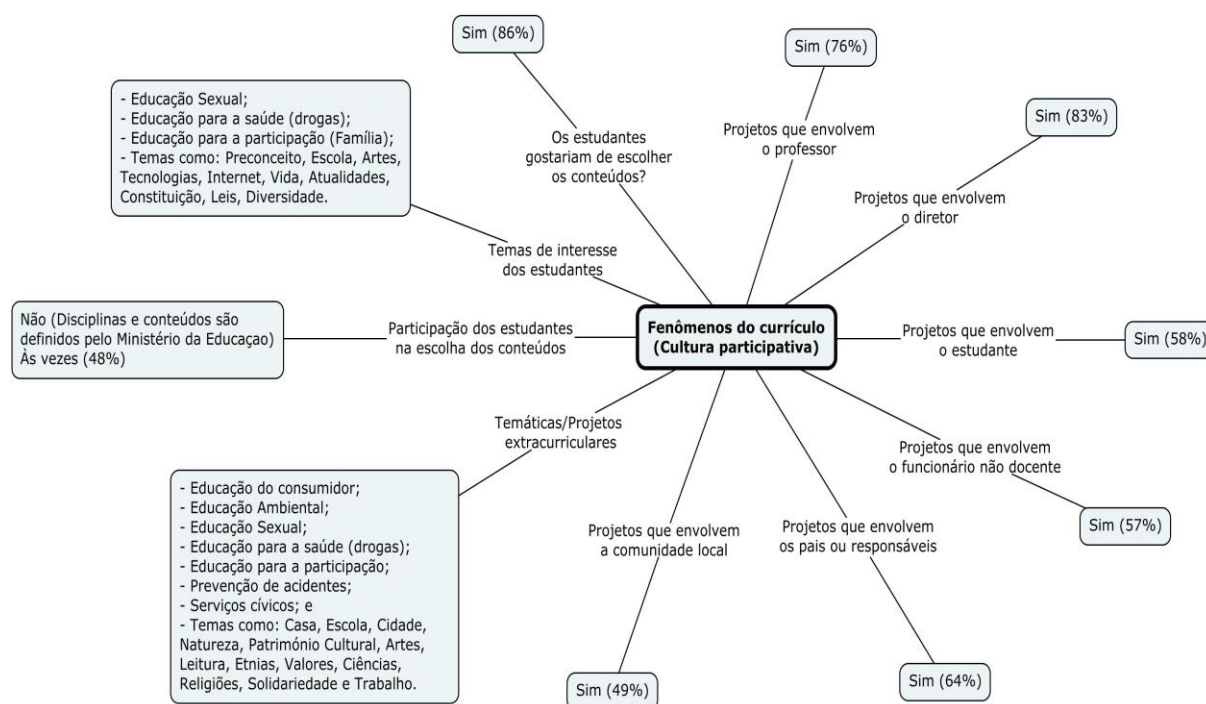 Sim (86%)
Sim (76%)
Sim (83%)
- Educação Sexual;
- Educação para a saúde (drogas);
- Educação para a participação (Família);
- Temas como: Preconceito, Escola, Artes,
Tecnologias, Internet, Vida, Atualidades,
Constituição, Leis, Diversidade.
Os estudantes
gostariam de escolher
os conteúdos?
Projetos que envolvem
o professor
Projetos que envolvem
o diretor
Temas de interesse
dos estudantes
Não (Disciplinas e conteúdos são
definidos pelo Ministério da Educaçao)
Às vezes (48%)
Participação dos estudantes
na escolha dos conteúdos
Fenômenos do currículo
(Cultura participativa)
Projetos que envolvem
o estudante
Sim (58%)
Temáticas/Projetos
extracurriculares
Projetos que envolvem
o funcionário não docente
Sim (57%)
- Educação do consumidor;
- Educação Ambiental;
- Educação Sexual;
- Educação para a saúde (drogas);
- Educação para a participação;
- Prevenção de acidentes;
- Serviços cívicos; e
- Temas como: Casa, Escola, Cidade,
Natureza, Património Cultural, Artes,
Leitura, Etnias, Valores, Ciências,
Religiões, Solidariedade e Trabalho.
Projetos que envolvem
a comunidade local
Projetos que envolvem
os pais ou responsáveis
Sim (49%)
Sim (64%)